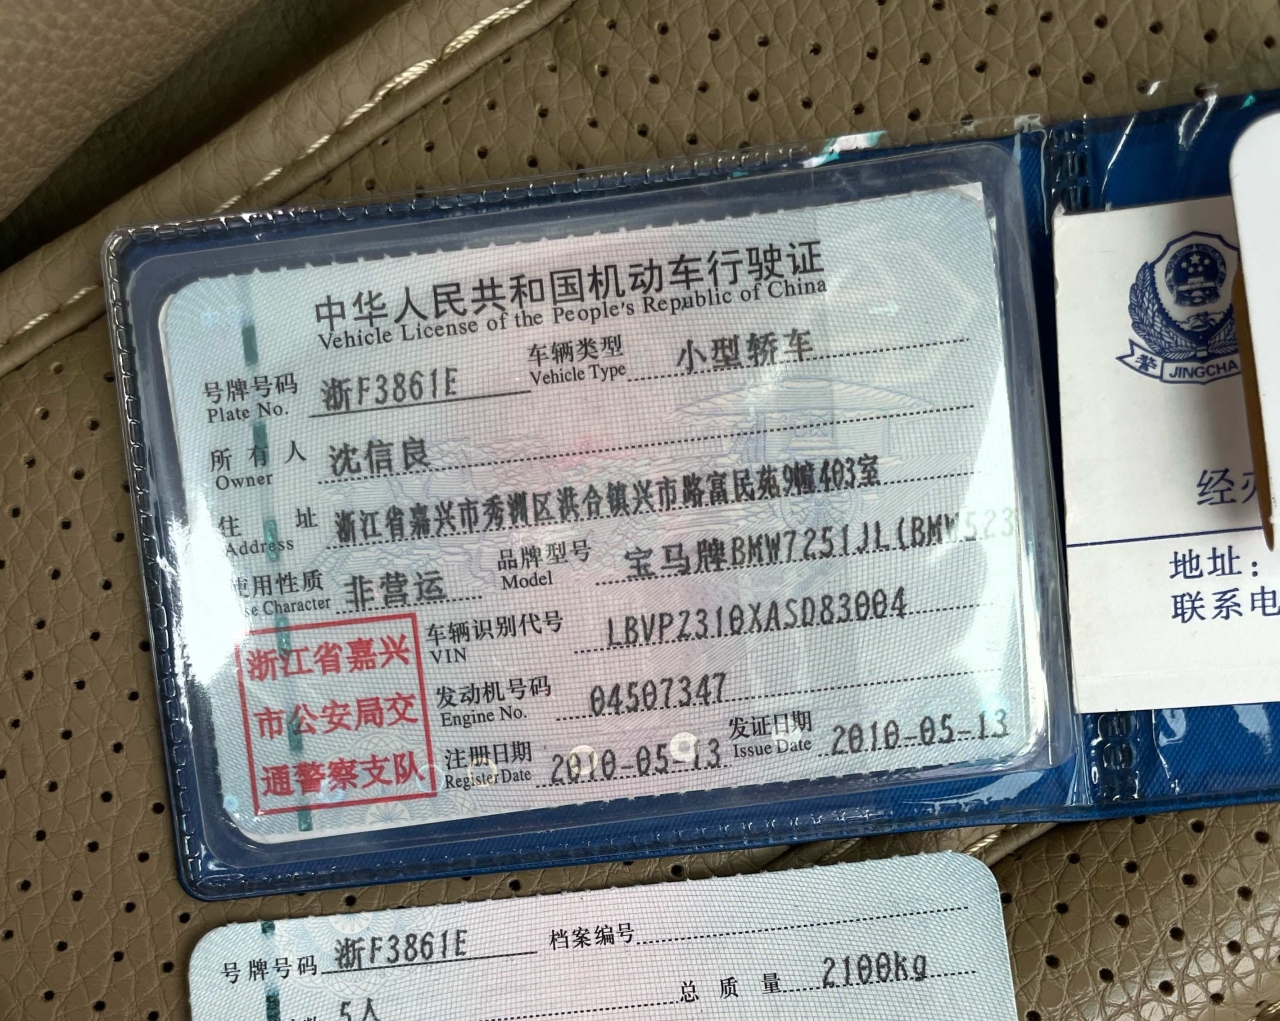 中华人民共和国机动车行驶证
Vehicle License of the People's Republic of China
号牌号码 浙F3861E 车辆类型 小型轿车
Plate No. Vehicle Type
所有人 沈信良
Owner
住址 浙江省嘉兴市秀洲区洪合镇兴市路富民苑9幢403室
Address
使用性质 非营运 品牌型号 宝马牌BMW7251JL(BMW523
Use Character Model
车辆识别代号 LBVPZ310XASD83004
VIN
发动机号码 04507347
Engine No.
注册日期 2010-05-13 发证日期 2010-05-13
Register Date Issue Date
浙江省嘉兴
市公安局交
通警察支队
警 JINGCHA
经办
地址：
联系电
号牌号码 浙F3861E 档案编号
5人 总质量 2100kg